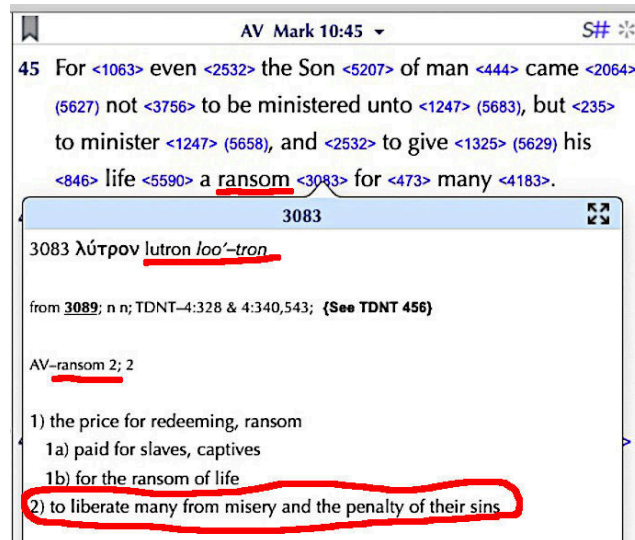 AV Mark 10:45 S#
45 For <1063> even <2532> the Son <5207> of man <444> came <2064>
(5627) not <3756> to be ministered unto <1247> (5683), but <235>
to minister <1247> (5658), and <2532> to give <1325> (5629) his
<846> life <5590> a ransom <3083> for <473> many <4183>.
3083
3083 λύτρον lutron loo’–tron
from 3089; n n; TDNT–4:328 & 4:340,543; {See TDNT 456}
AV–ransom 2; 2
1) the price for redeeming, ransom
1a) paid for slaves, captives
1b) for the ransom of life
2) to liberate many from misery and the penalty of their sins